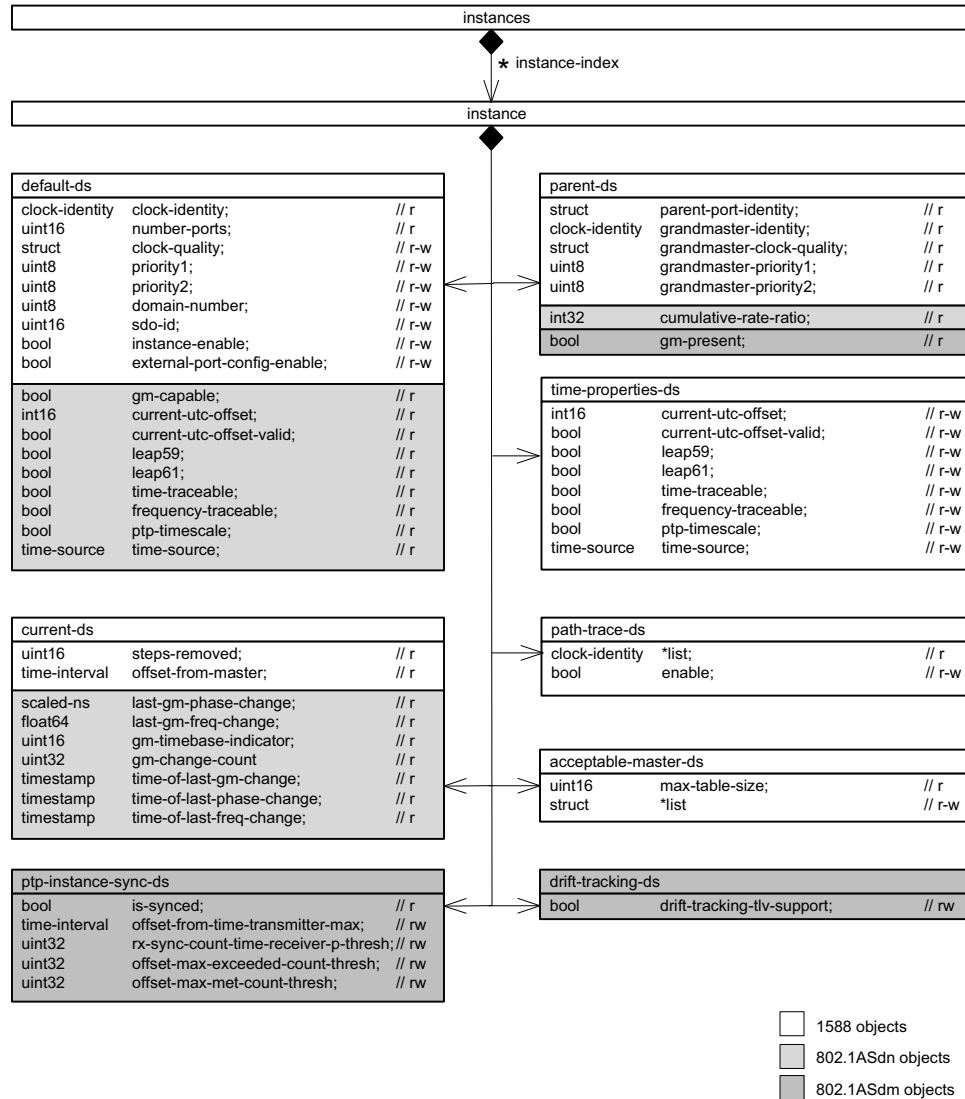 instances
* instance-index
instance
default-ds
clock-identity clock-identity; // r
uint16 number-ports; // r
struct clock-quality; // r-w
uint8 priority1; // r-w
uint8 priority2; // r-w
uint8 domain-number; // r-w
uint16 sdo-id; // r-w
bool instance-enable; // r-w
bool external-port-config-enable; // r-w
bool gm-capable; // r
int16 current-utc-offset; // r
bool current-utc-offset-valid; // r
bool leap59; // r
bool leap61; // r
bool time-traceable; // r
bool frequency-traceable; // r
bool ptp-timescale; // r
time-source time-source; // r
parent-ds
struct parent-port-identity; // r
clock-identity grandmaster-identity; // r
struct grandmaster-clock-quality; // r
uint8 grandmaster-priority1; // r
uint8 grandmaster-priority2; // r
int32 cumulative-rate-ratio; // r
bool gm-present; // r
time-properties-ds
int16 current-utc-offset; // r-w
bool current-utc-offset-valid; // r-w
bool leap59; // r-w
bool leap61; // r-w
bool time-traceable; // r-w
bool frequency-traceable; // r-w
bool ptp-timescale; // r-w
time-source time-source; // r-w
current-ds
uint16 steps-removed; // r
time-interval offset-from-master; // r
scaled-ns last-gm-phase-change; // r
float64 last-gm-freq-change; // r
uint16 gm-timebase-indicator; // r
uint32 gm-change-count // r
timestamp time-of-last-gm-change; // r
timestamp time-of-last-phase-change; // r
timestamp time-of-last-freq-change; // r
path-trace-ds
clock-identity *list; // r
bool enable; // r-w
acceptable-master-ds
uint16 max-table-size; // r
struct *list // r-w
ptp-instance-sync-ds
bool is-synced; // r
time-interval offset-from-time-transmitter-max; // rw
uint32 rx-sync-count-time-receiver-p-thresh; // rw
uint32 offset-max-exceeded-count-thresh; // rw
uint32 offset-max-met-count-thresh; // rw
drift-tracking-ds
bool drift-tracking-tlv-support; // rw
1588 objects
802.1ASdn objects
802.1ASdm objects